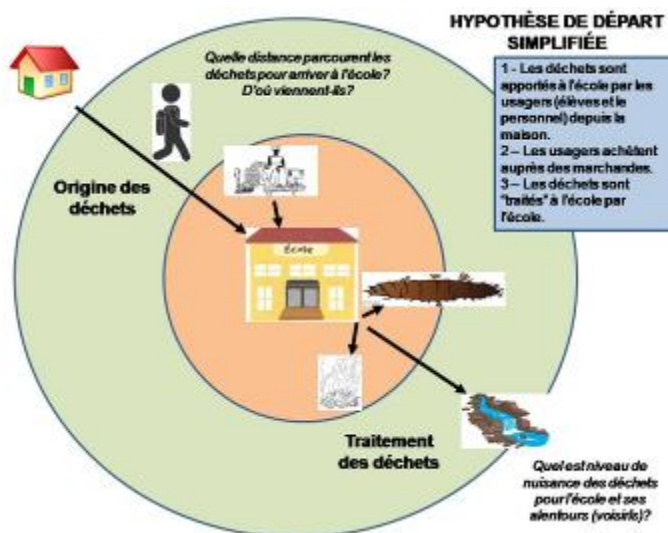 HYPOTHÈSE DE DÉPART
SIMPLIFIÉE
Quelle distance parcourent les
déchets pour arriver à l'école?
D'où viennent-ils?
1 - Les déchets sont
apportés à l'école par les
usagers (élèves et le
personnel) depuis la
maison.
2 – Les usagers achètent
auprès des marchandes.
3 – Les déchets sont
"traités" à l'école par
l'école.
Origine des
déchets
École
Traitement
des déchets
Quel est niveau de
nuisance des déchets
pour l'école et ses
alentours (voisins)?